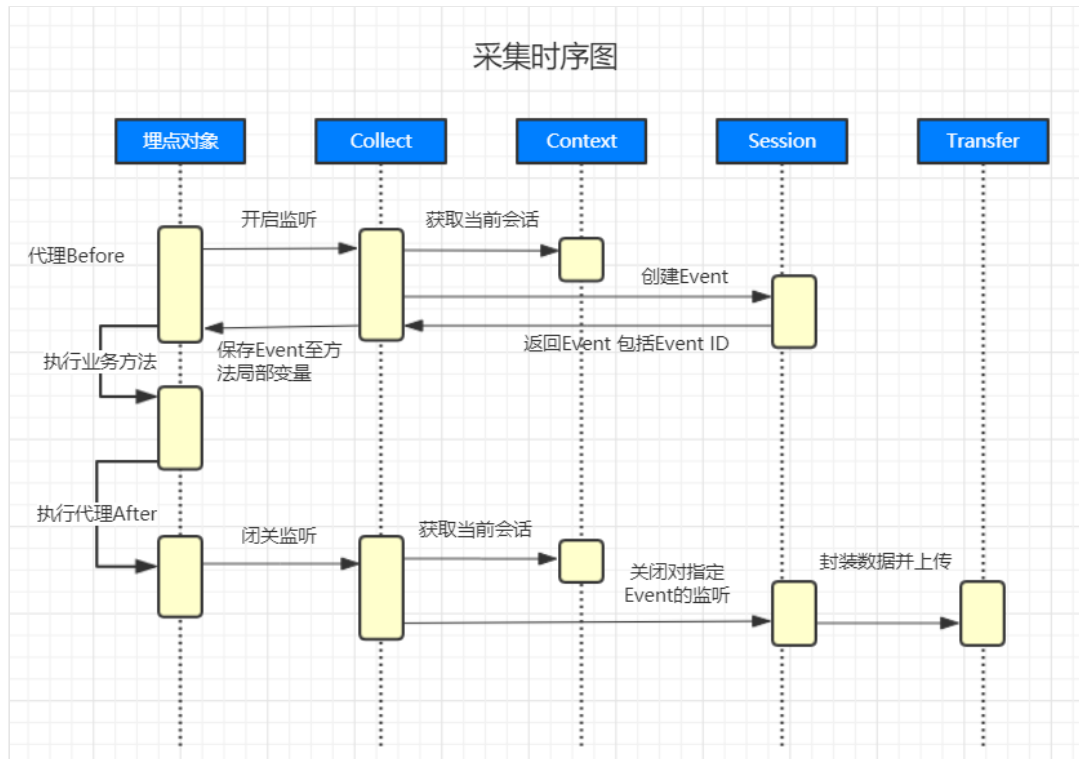 采集时序图
埋点对象
Collect
Context
Session
Transfer
开启监听
获取当前会话
代理Before
创建Event
返回Event 包括Event ID
保存Event至方
法局部变量
执行业务方法
执行代理After
闭关监听
获取当前会话
关闭对指定
Event的监听
封装数据并上传